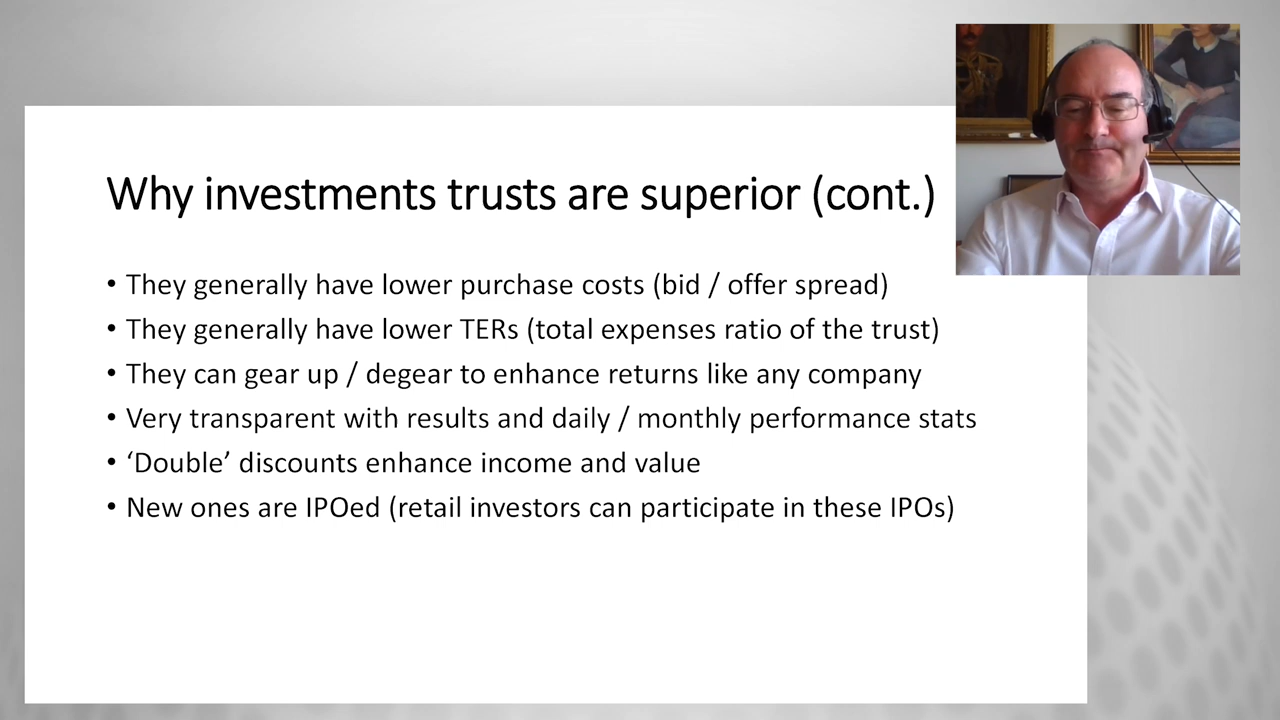 Why investments trusts are superior (cont.)
• They generally have lower purchase costs (bid / offer spread)
• They generally have lower TERs (total expenses ratio of the trust)
• They can gear up / degear to enhance returns like any company
• Very transparent with results and daily / monthly performance stats
• ‘Double’ discounts enhance income and value
• New ones are IPOed (retail investors can participate in these IPOs)